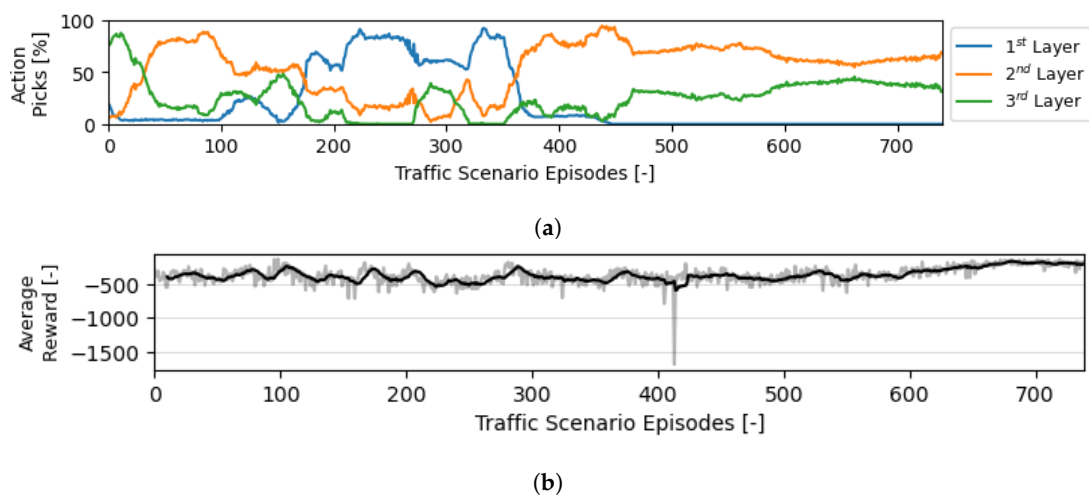 100
50
0
Action
Picks [%]
0 100 200 300 400 500 600 700
Traffic Scenario Episodes [-]
1st Layer
2nd Layer
3rd Layer
(a)
−500
−1000
−1500
Average
Reward [-]
0 100 200 300 400 500 600 700
Traffic Scenario Episodes [-]
(b)